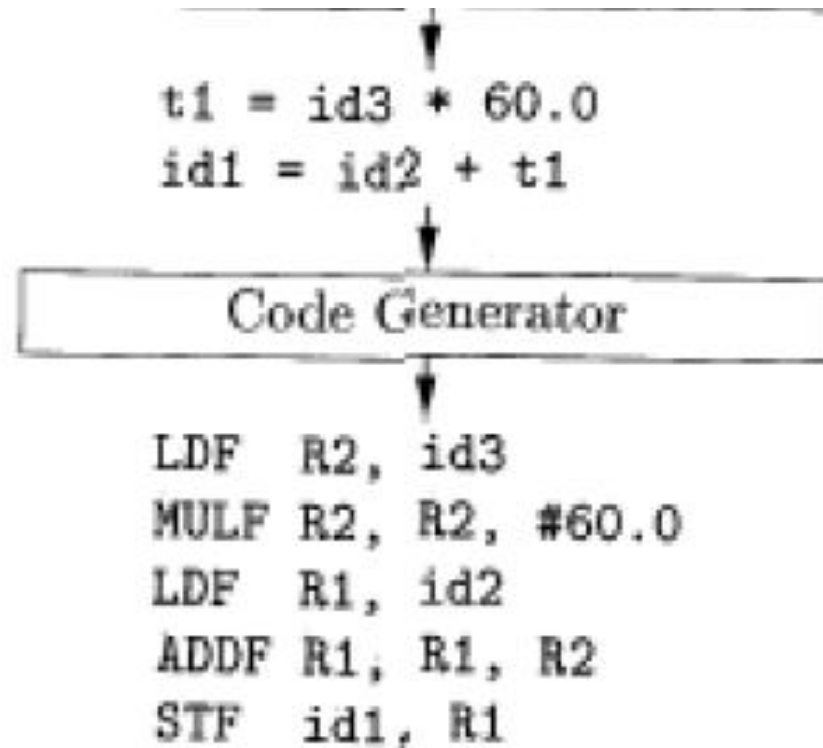 t1 = id3 * 60.0
id1 = id2 + t1
Code Generator
LDF R2, id3
MULF R2, R2, #60.0
LDF R1, id2
ADDF R1, R1, R2
STF id1, R1